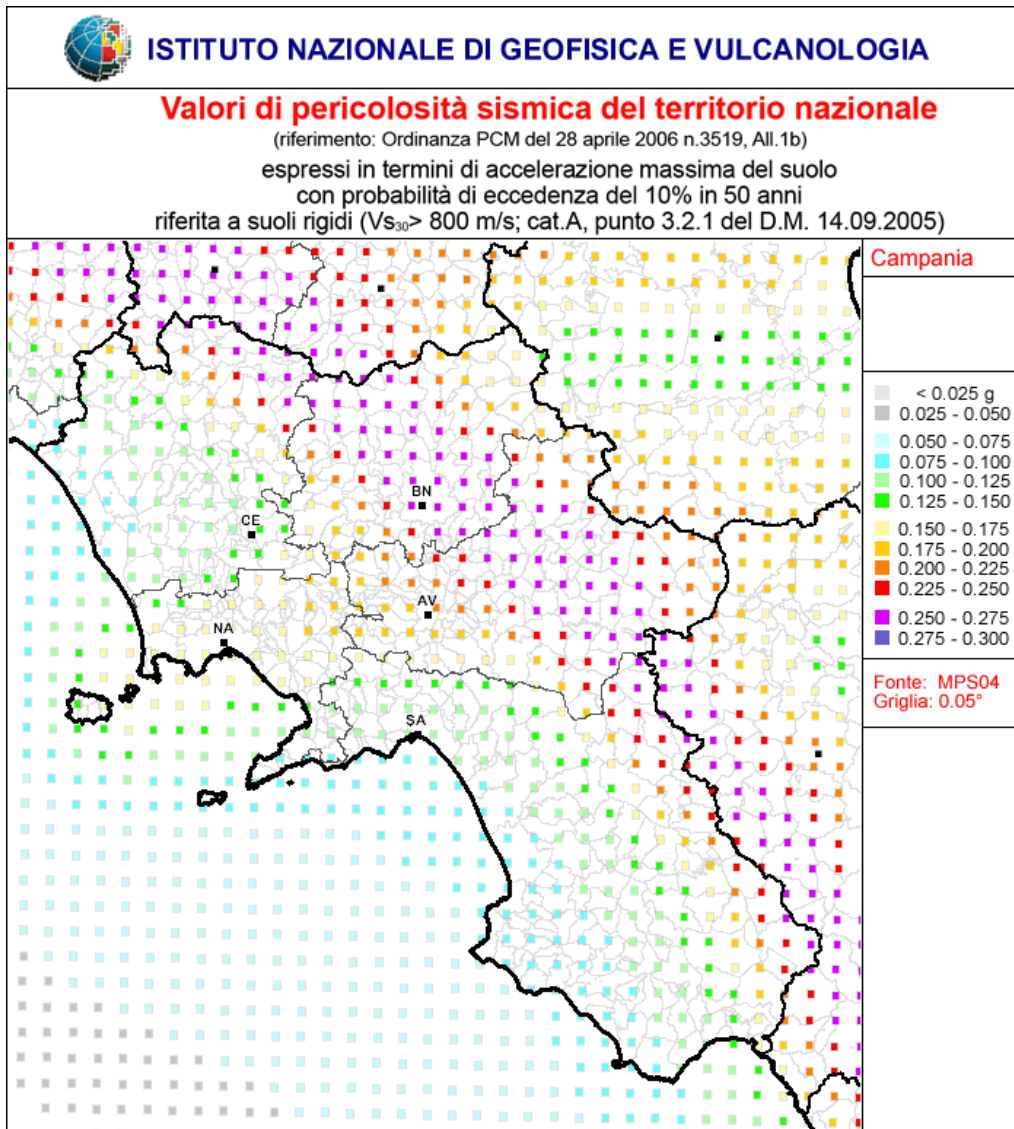 ISTITUTO NAZIONALE DI GEOFISICA E VULCANOLOGIA
Valori di pericolosità sismica del territorio nazionale
(riferimento: Ordinanza PCM del 28 aprile 2006 n.3519, All.1b)
espressi in termini di accelerazione massima del suolo
con probabilità di eccedenza del 10% in 50 anni
riferita a suoli rigidi (Vs₃₀> 800 m/s; cat.A, punto 3.2.1 del D.M. 14.09.2005)
Campania
< 0.025 g
0.025 - 0.050
0.050 - 0.075
0.075 - 0.100
0.100 - 0.125
0.125 - 0.150
0.150 - 0.175
0.175 - 0.200
0.200 - 0.225
0.225 - 0.250
0.250 - 0.275
0.275 - 0.300
Fonte: MPS04
Griglia: 0.05°
BN
CE
AV
NA
SA